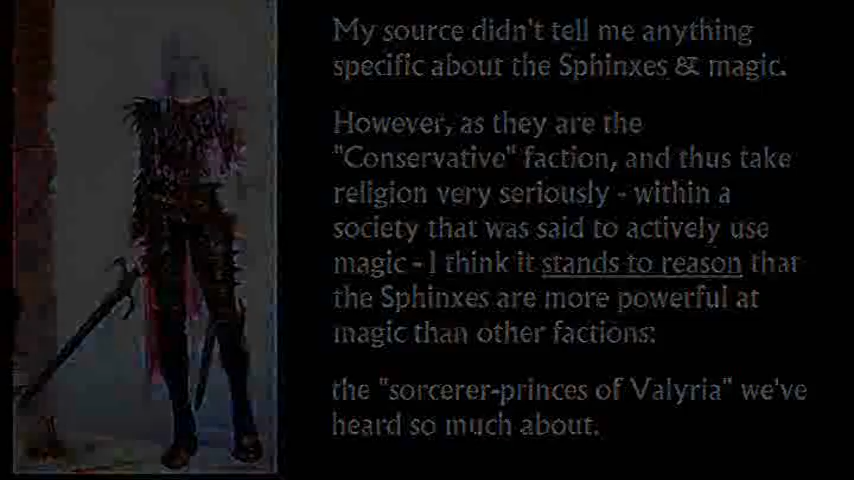 My source didn't tell me anything
specific about the Sphinxes & magic.
However, as they are the
"Conservative" faction, and thus take
religion very seriously - within a
society that was said to actively use
magic - I think it stands to reason that
the Sphinxes are more powerful at
magic than other factions:
the "sorcerer-princes of Valyria" we've
heard so much about.